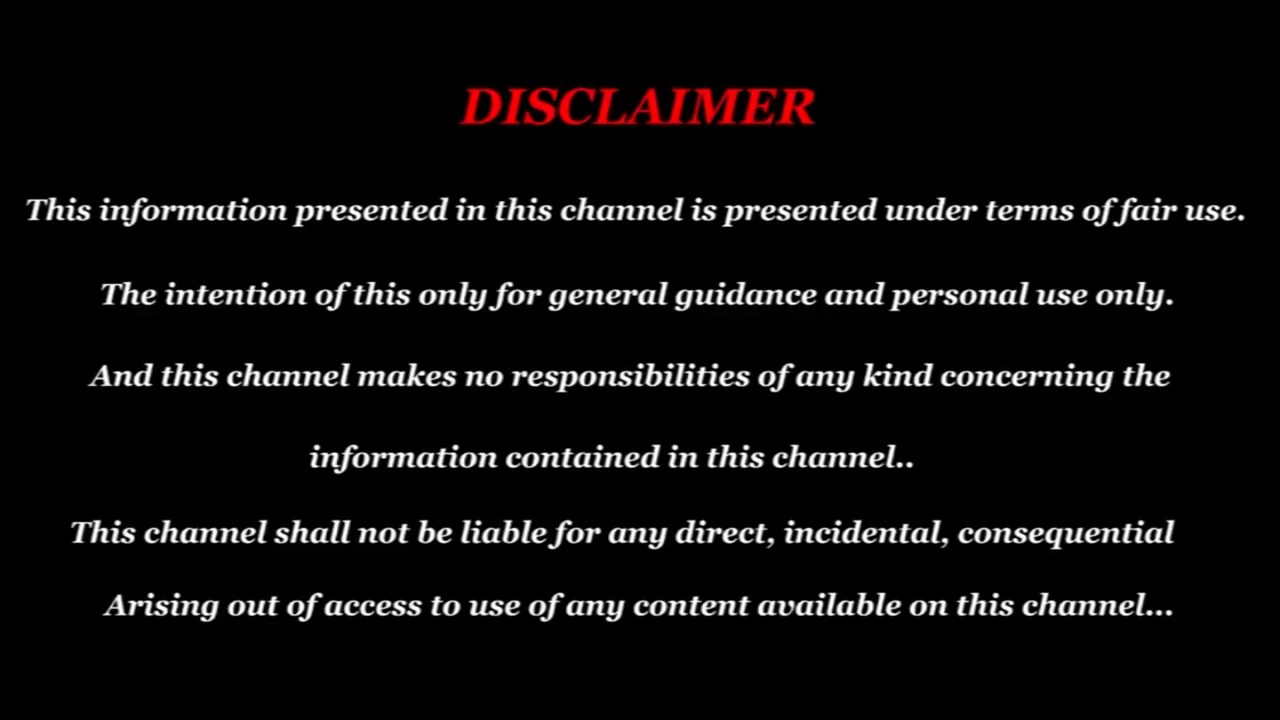 DISCLAIMER
This information presented in this channel is presented under terms of fair use.
The intention of this only for general guidance and personal use only.
And this channel makes no responsibilities of any kind concerning the
information contained in this channel..
This channel shall not be liable for any direct, incidental, consequential
Arising out of access to use of any content available on this channel...